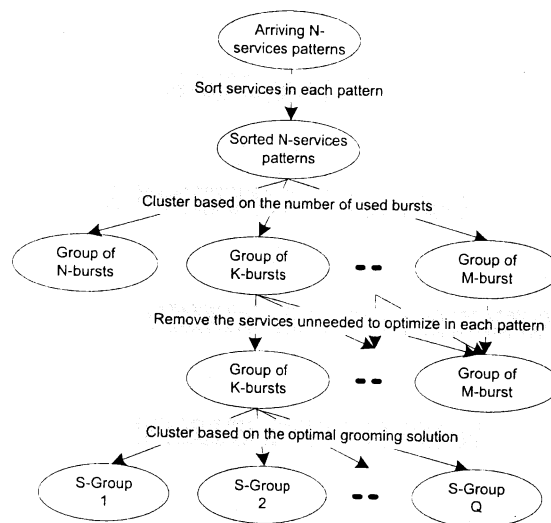 Arriving N-
services patterns
Sort services in each pattern
Sorted N-services
patterns
Cluster based on the number of used bursts
Group of
N-bursts
Group of
K-bursts
Group of
M-burst
Remove the services unneeded to optimize in each pattern
Group of
K-bursts
Group of
M-burst
Cluster based on the optimal grooming solution
S-Group
1
S-Group
2
S-Group
Q